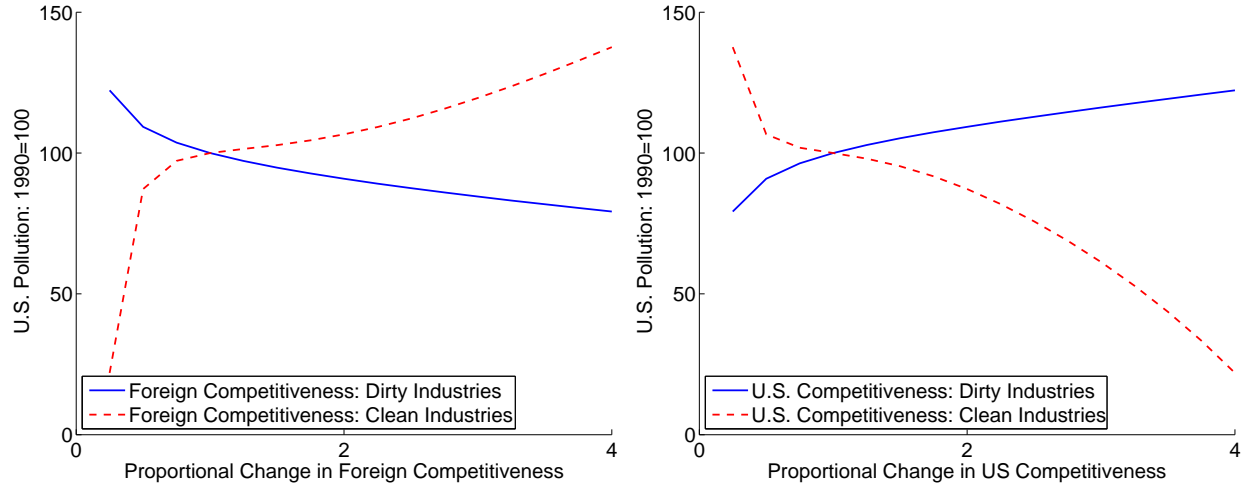 150
100
50
0
U.S. Pollution: 1990=100
Foreign Competitiveness: Dirty Industries
Foreign Competitiveness: Clean Industries
0
2
4
Proportional Change in Foreign Competitiveness
150
100
50
0
U.S. Pollution: 1990=100
U.S. Competitiveness: Dirty Industries
U.S. Competitiveness: Clean Industries
0
2
4
Proportional Change in US Competitiveness